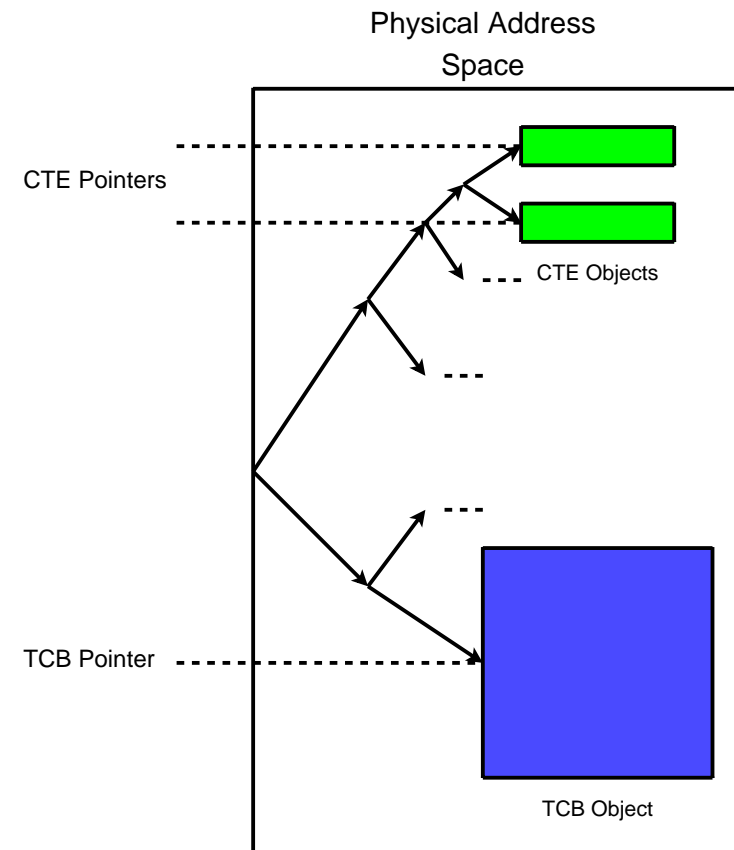 Physical Address
Space
CTE Pointers
CTE Objects
TCB Pointer
TCB Object